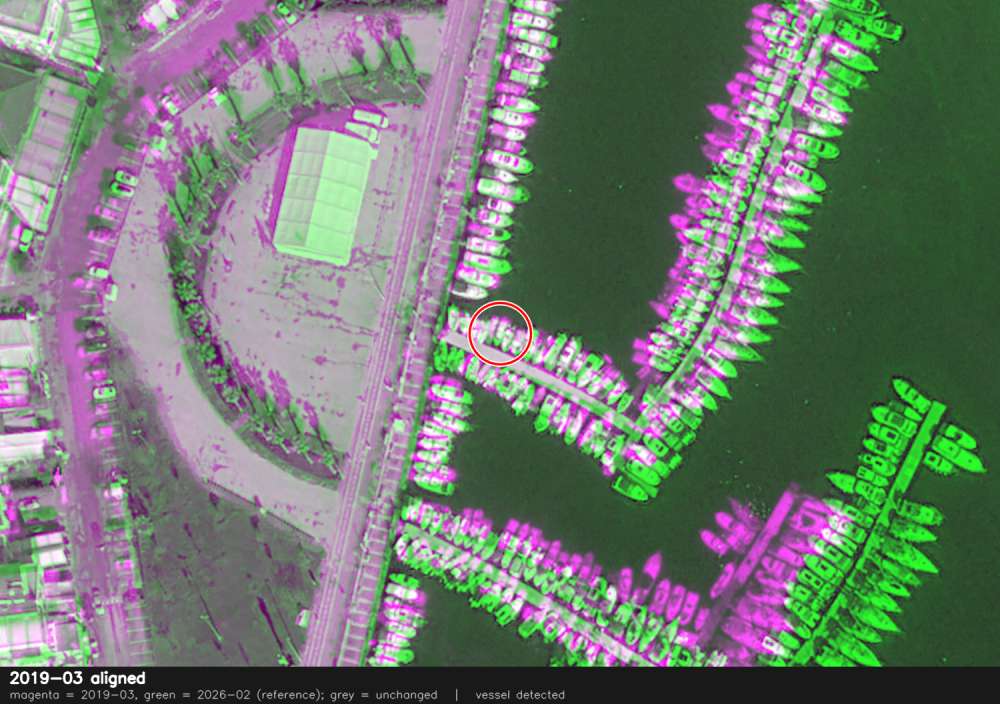 2019-03 aligned
magenta = 2019-03, green = 2026-02 (reference); grey = unchanged | vessel detected